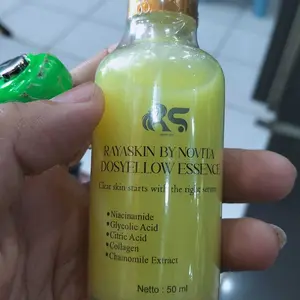 RS
RAYASKIN BY NOVITA
DOSYELLOW ESSENCE
Clear skin starts with the right serum
•Niacinamide
•Glycolic Acid
•Citric Acid
•Collagen
•Chamomile Extract
Netto : 50 ml